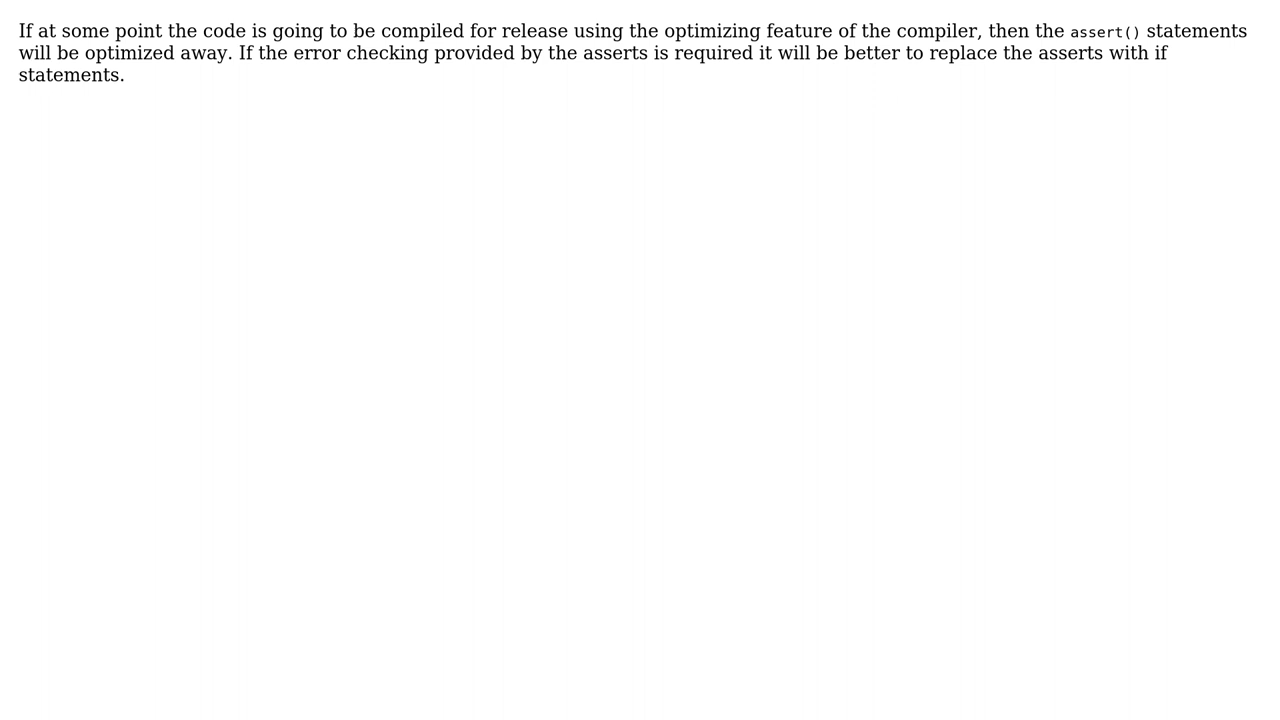 If at some point the code is going to be compiled for release using the optimizing feature of the compiler, then the assert() statements
will be optimized away. If the error checking provided by the asserts is required it will be better to replace the asserts with if
statements.